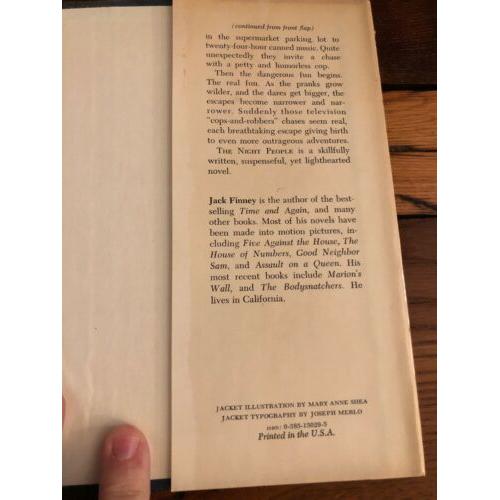 (continued from front flap)
in the supermarket parking lot to
twenty-four-hour canned music. Quite
unexpectedly they invite a chase
with a petty and humorless cop.
Then the dangerous fun begins.
The real fun. As the pranks grow
wilder, and the dares get bigger, the
escapes become narrower and nar-
rower. Suddenly those television
"cops-and-robbers" chases seem real,
each breathtaking escape giving birth
to even more outrageous adventures.
THE NIGHT PEOPLE is a skillfully
written, suspenseful, yet lighthearted
novel.
Jack Finney is the author of the best-
selling Time and Again, and many
other books. Most of his novels have
been made into motion pictures, in-
cluding Five Against the House, The
House of Numbers, Good Neighbor
Sam, and Assault on a Queen. His
most recent books include Marion's
Wall, and The Bodysnatchers. He
lives in California.
JACKET ILLUSTRATION BY MARY ANNE SHEA
JACKET TYPOGRAPHY BY JOSEPH MERLO
ISBN: 0-385-13029-5
Printed in the U.S.A.